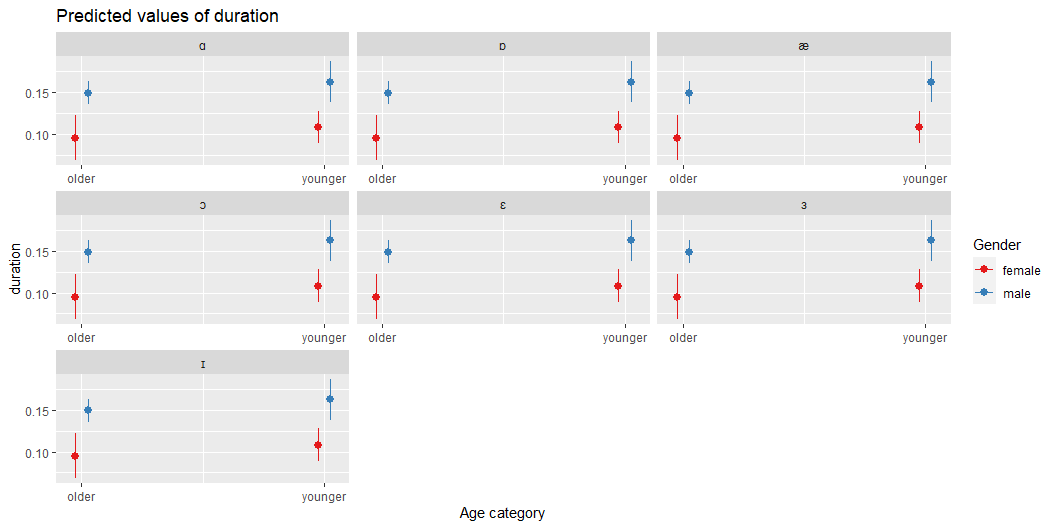 Predicted values of duration
ɑ
ɒ
æ
0.15
0.10
older
younger
older
younger
older
younger
ɔ
ɛ
ɜ
0.15
0.10
older
younger
older
younger
older
younger
ɪ
0.15
0.10
older
younger
duration
Age category
Gender
female
male